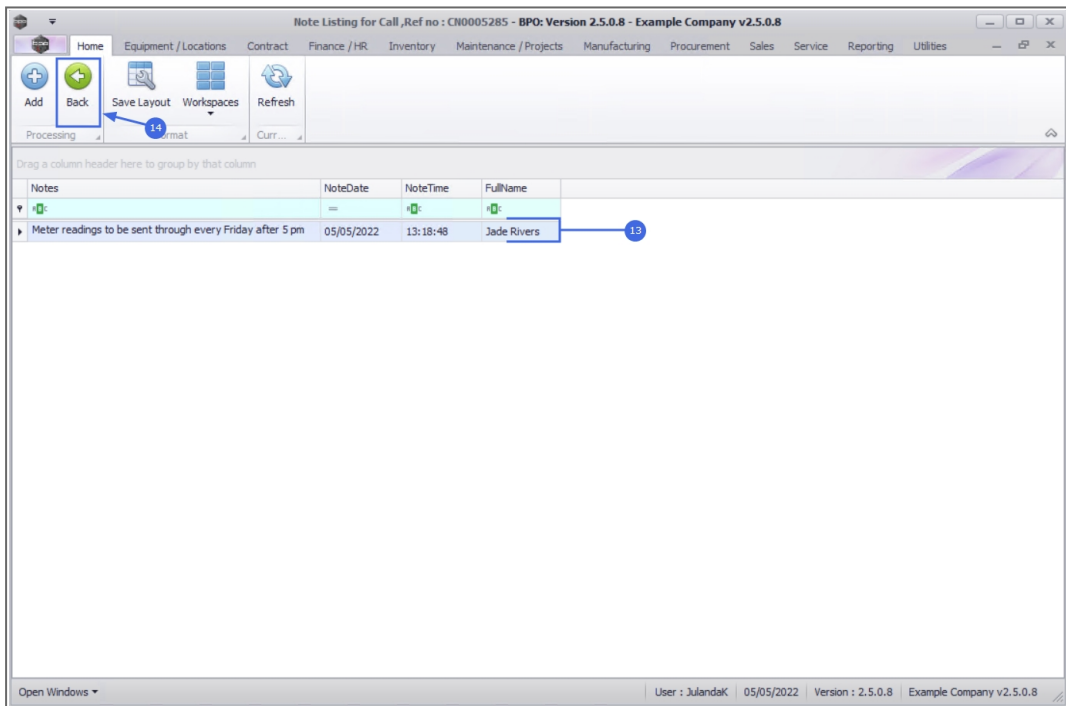 Note Listing for Call ,Ref no : CN0005285 - BPO: Version 2.5.0.8 - Example Company v2.5.0.8
Home Equipment / Locations Contract Finance / HR Inventory Maintenance / Projects Manufacturing Procurement Sales Service Reporting Utilities
Add Back Save Layout Workspaces Refresh
14
Processing Curr...
Drag a column header here to group by that column
Notes NoteDate NoteTime FullName
=
Meter readings to be sent through every Friday after 5 pm 05/05/2022 13:18:48 Jade Rivers 13
Open Windows User : JulandaK 05/05/2022 Version : 2.5.0.8 Example Company v2.5.0.8